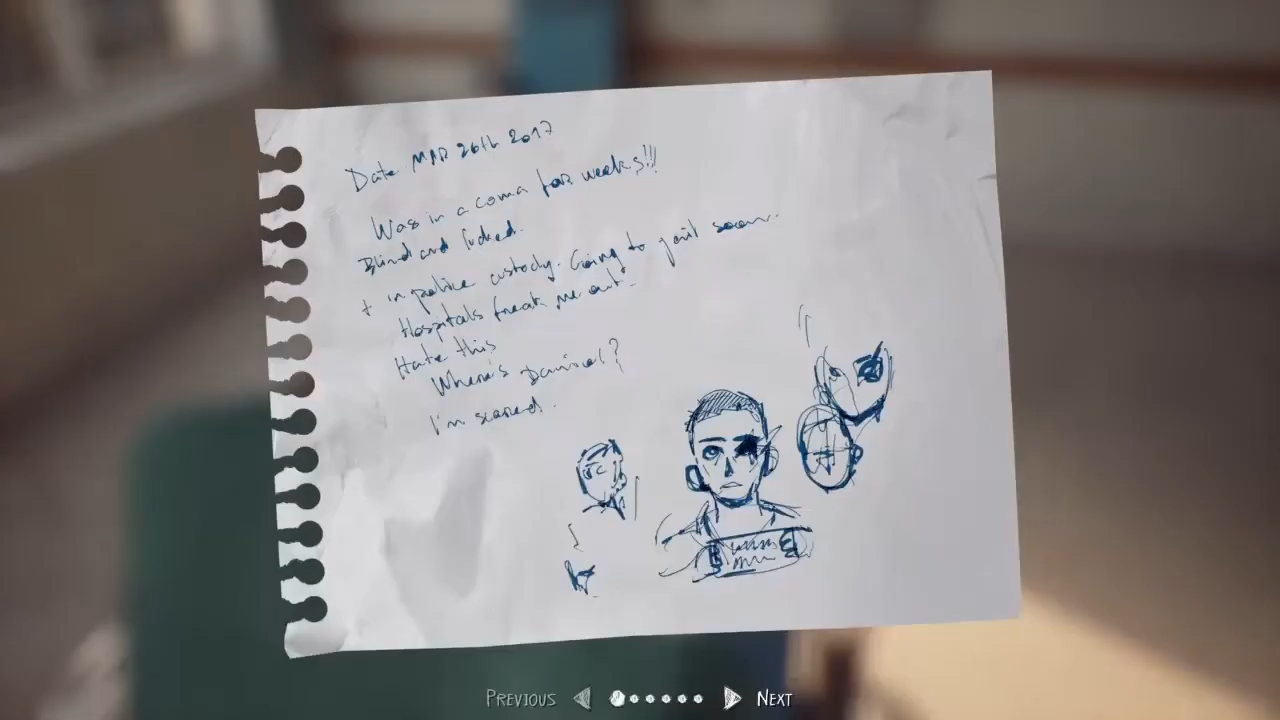 Date MAR 26th 2017
Was in a coma for weeks!!!
Blind and fucked.
+ in police custody. Going to jail soon.
Hospitals freak me out.
Hate this
Where's Daniel?
I'm scared.
PREVIOUS
NEXT